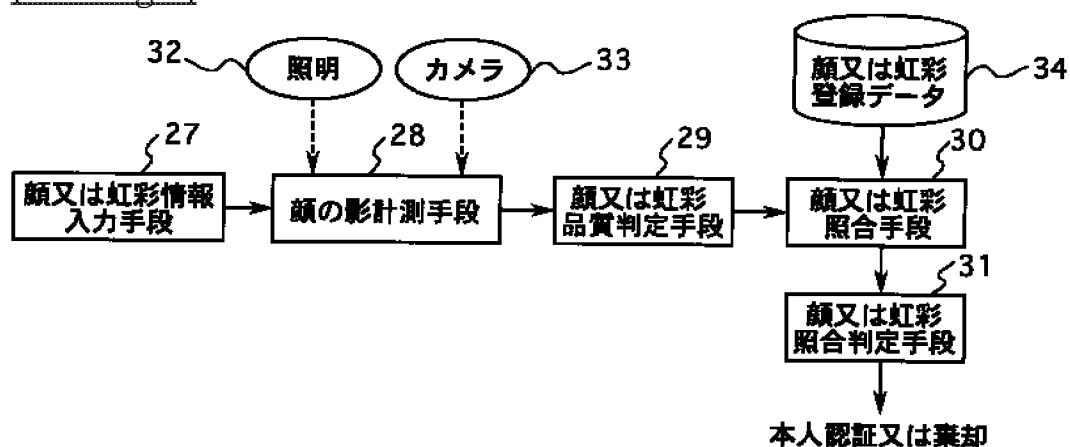 32
照明
カメラ
33
顔又は虹彩
登録データ
34
27
顔又は虹彩情報
入力手段
28
顔の影計測手段
29
顔又は虹彩
品質判定手段
30
顔又は虹彩
照合手段
31
顔又は虹彩
照合判定手段
本人認証又は棄却